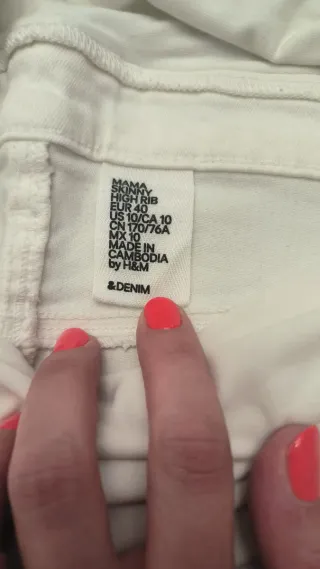 MAMA
SKINNY
HIGH RIB
EUR 40
US 10/CA 10
CN 170/76A
MX 10
MADE IN
CAMBODIA
by H&M
&DENIM